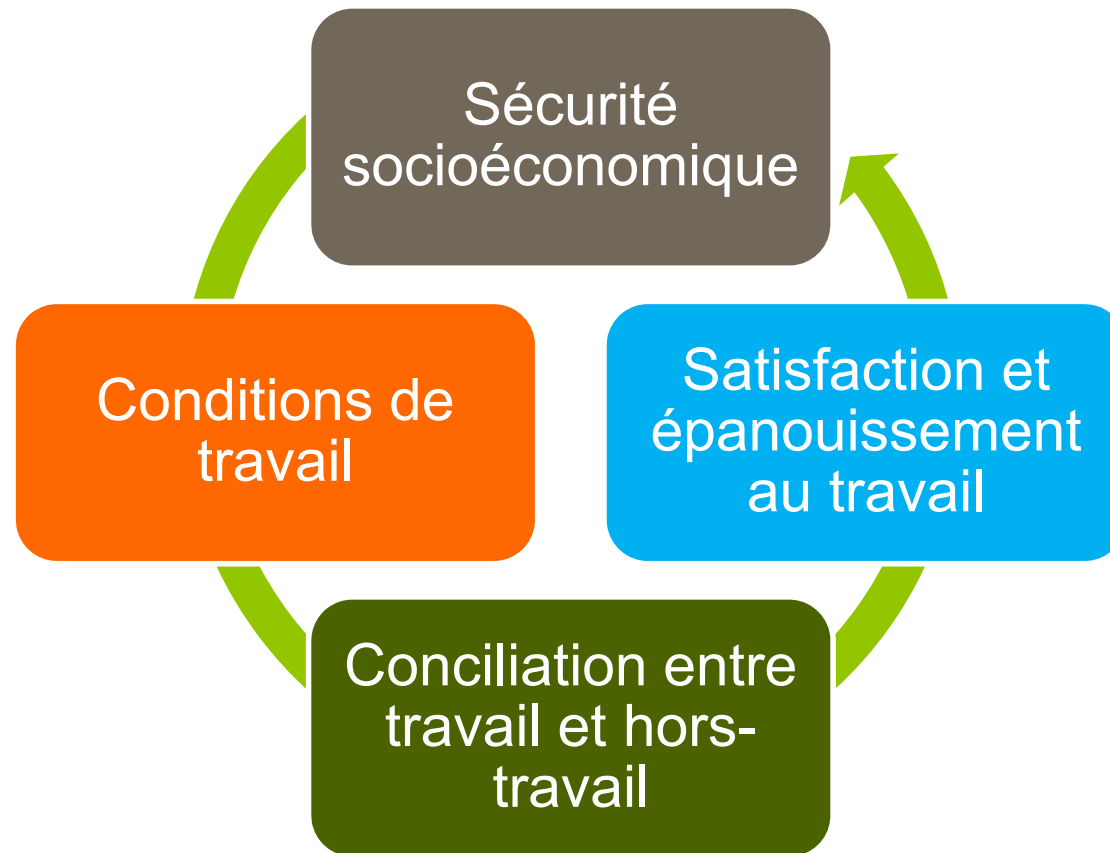 Sécurité
socioéconomique
Conditions de
travail
Satisfaction et
épanouissement
au travail
Conciliation entre
travail et hors-
travail